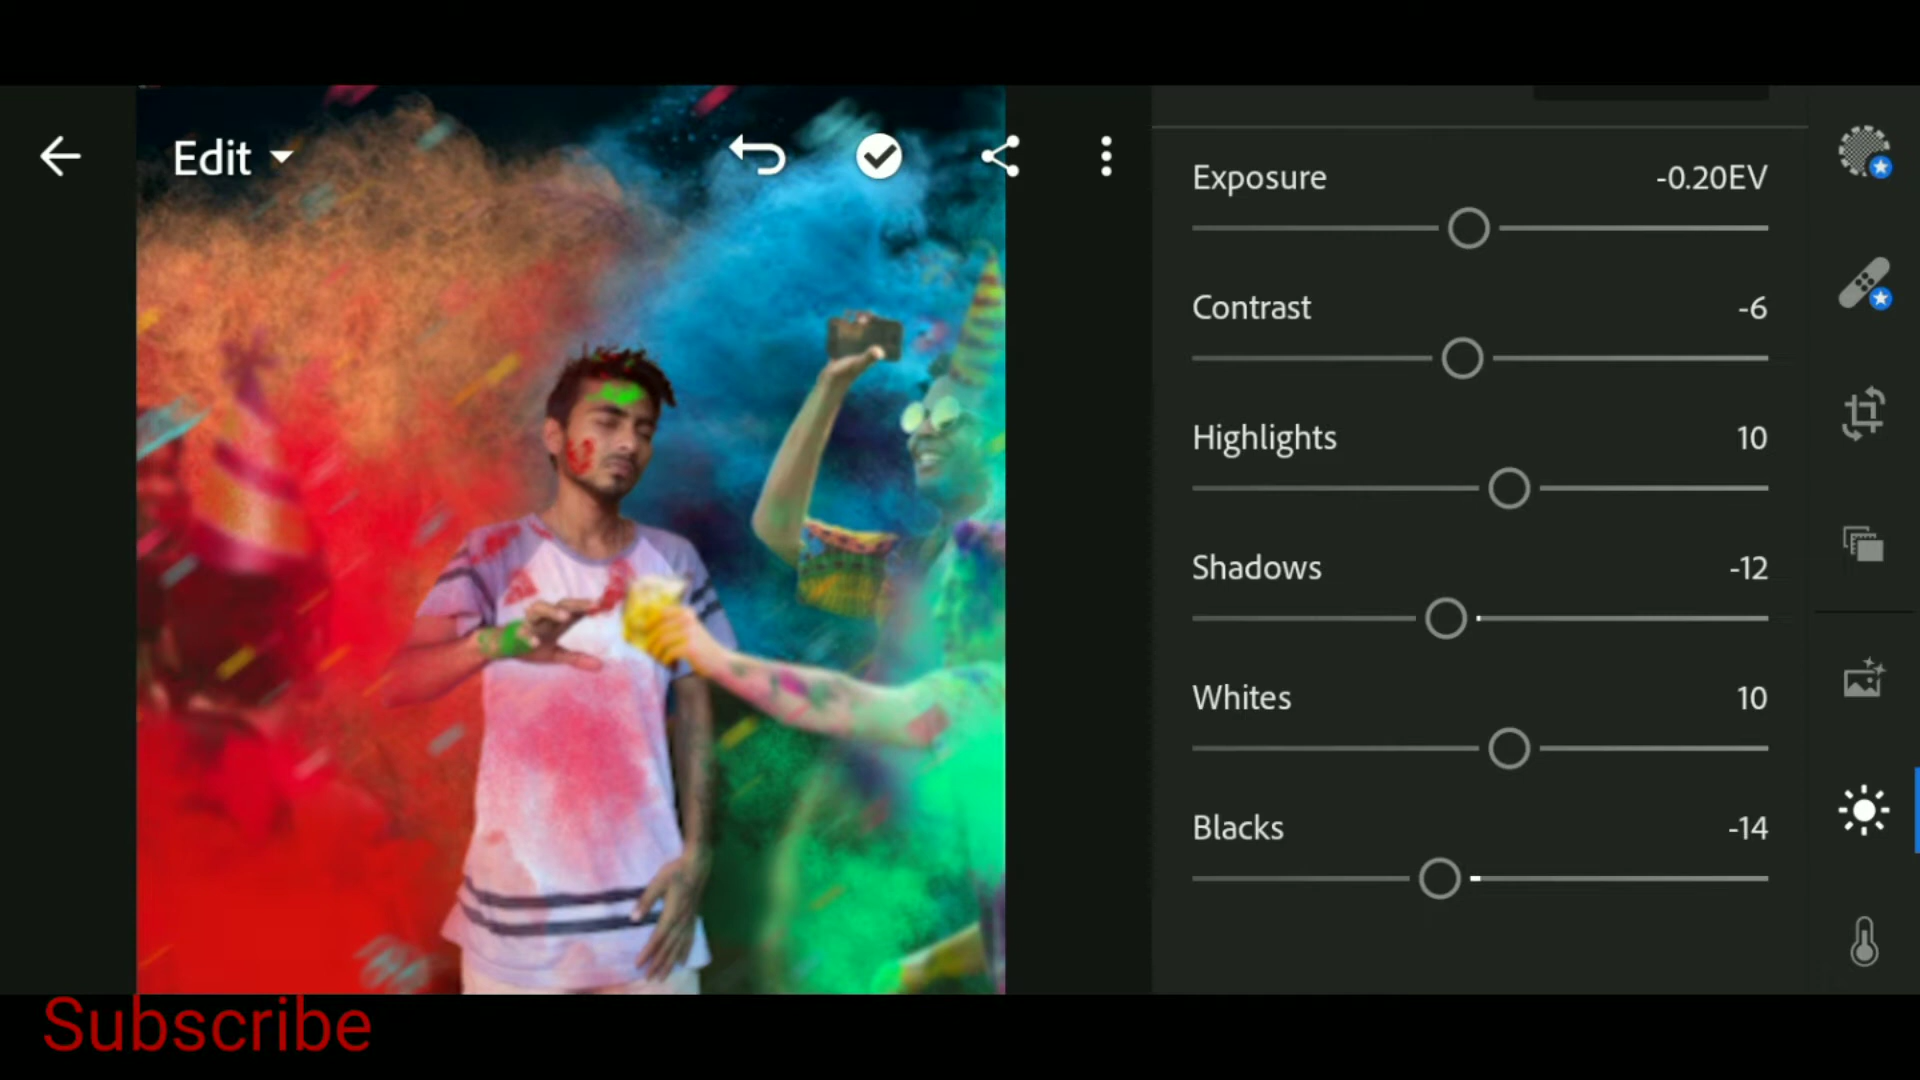 Edit
Exposure -0.20EV
Contrast -6
Highlights 10
Shadows -12
Whites 10
Blacks -14
Subscribe